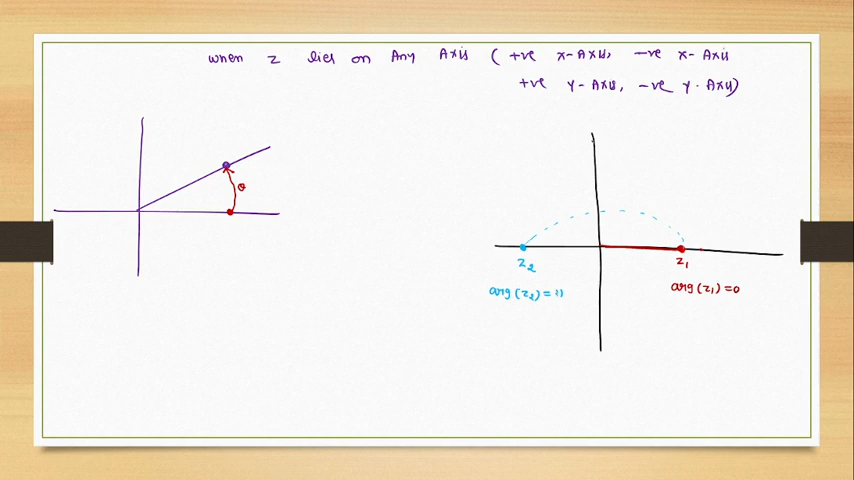 when z lies on Any Axis ( +ve x-Axis, -ve x-Axis
+ve y-Axis, -ve y-Axis)
θ
z₂
z₁
arg(z₂) = π
arg(z₁) = 0